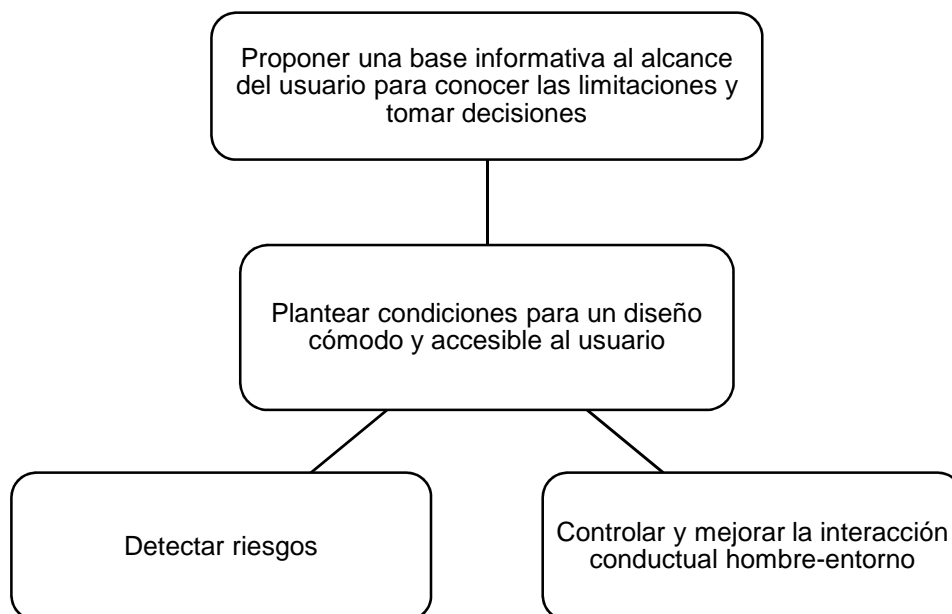 Proponer una base informativa al alcance
del usuario para conocer las limitaciones y
tomar decisiones
Plantear condiciones para un diseño
cómodo y accesible al usuario
Detectar riesgos
Controlar y mejorar la interacción
conductual hombre-entorno